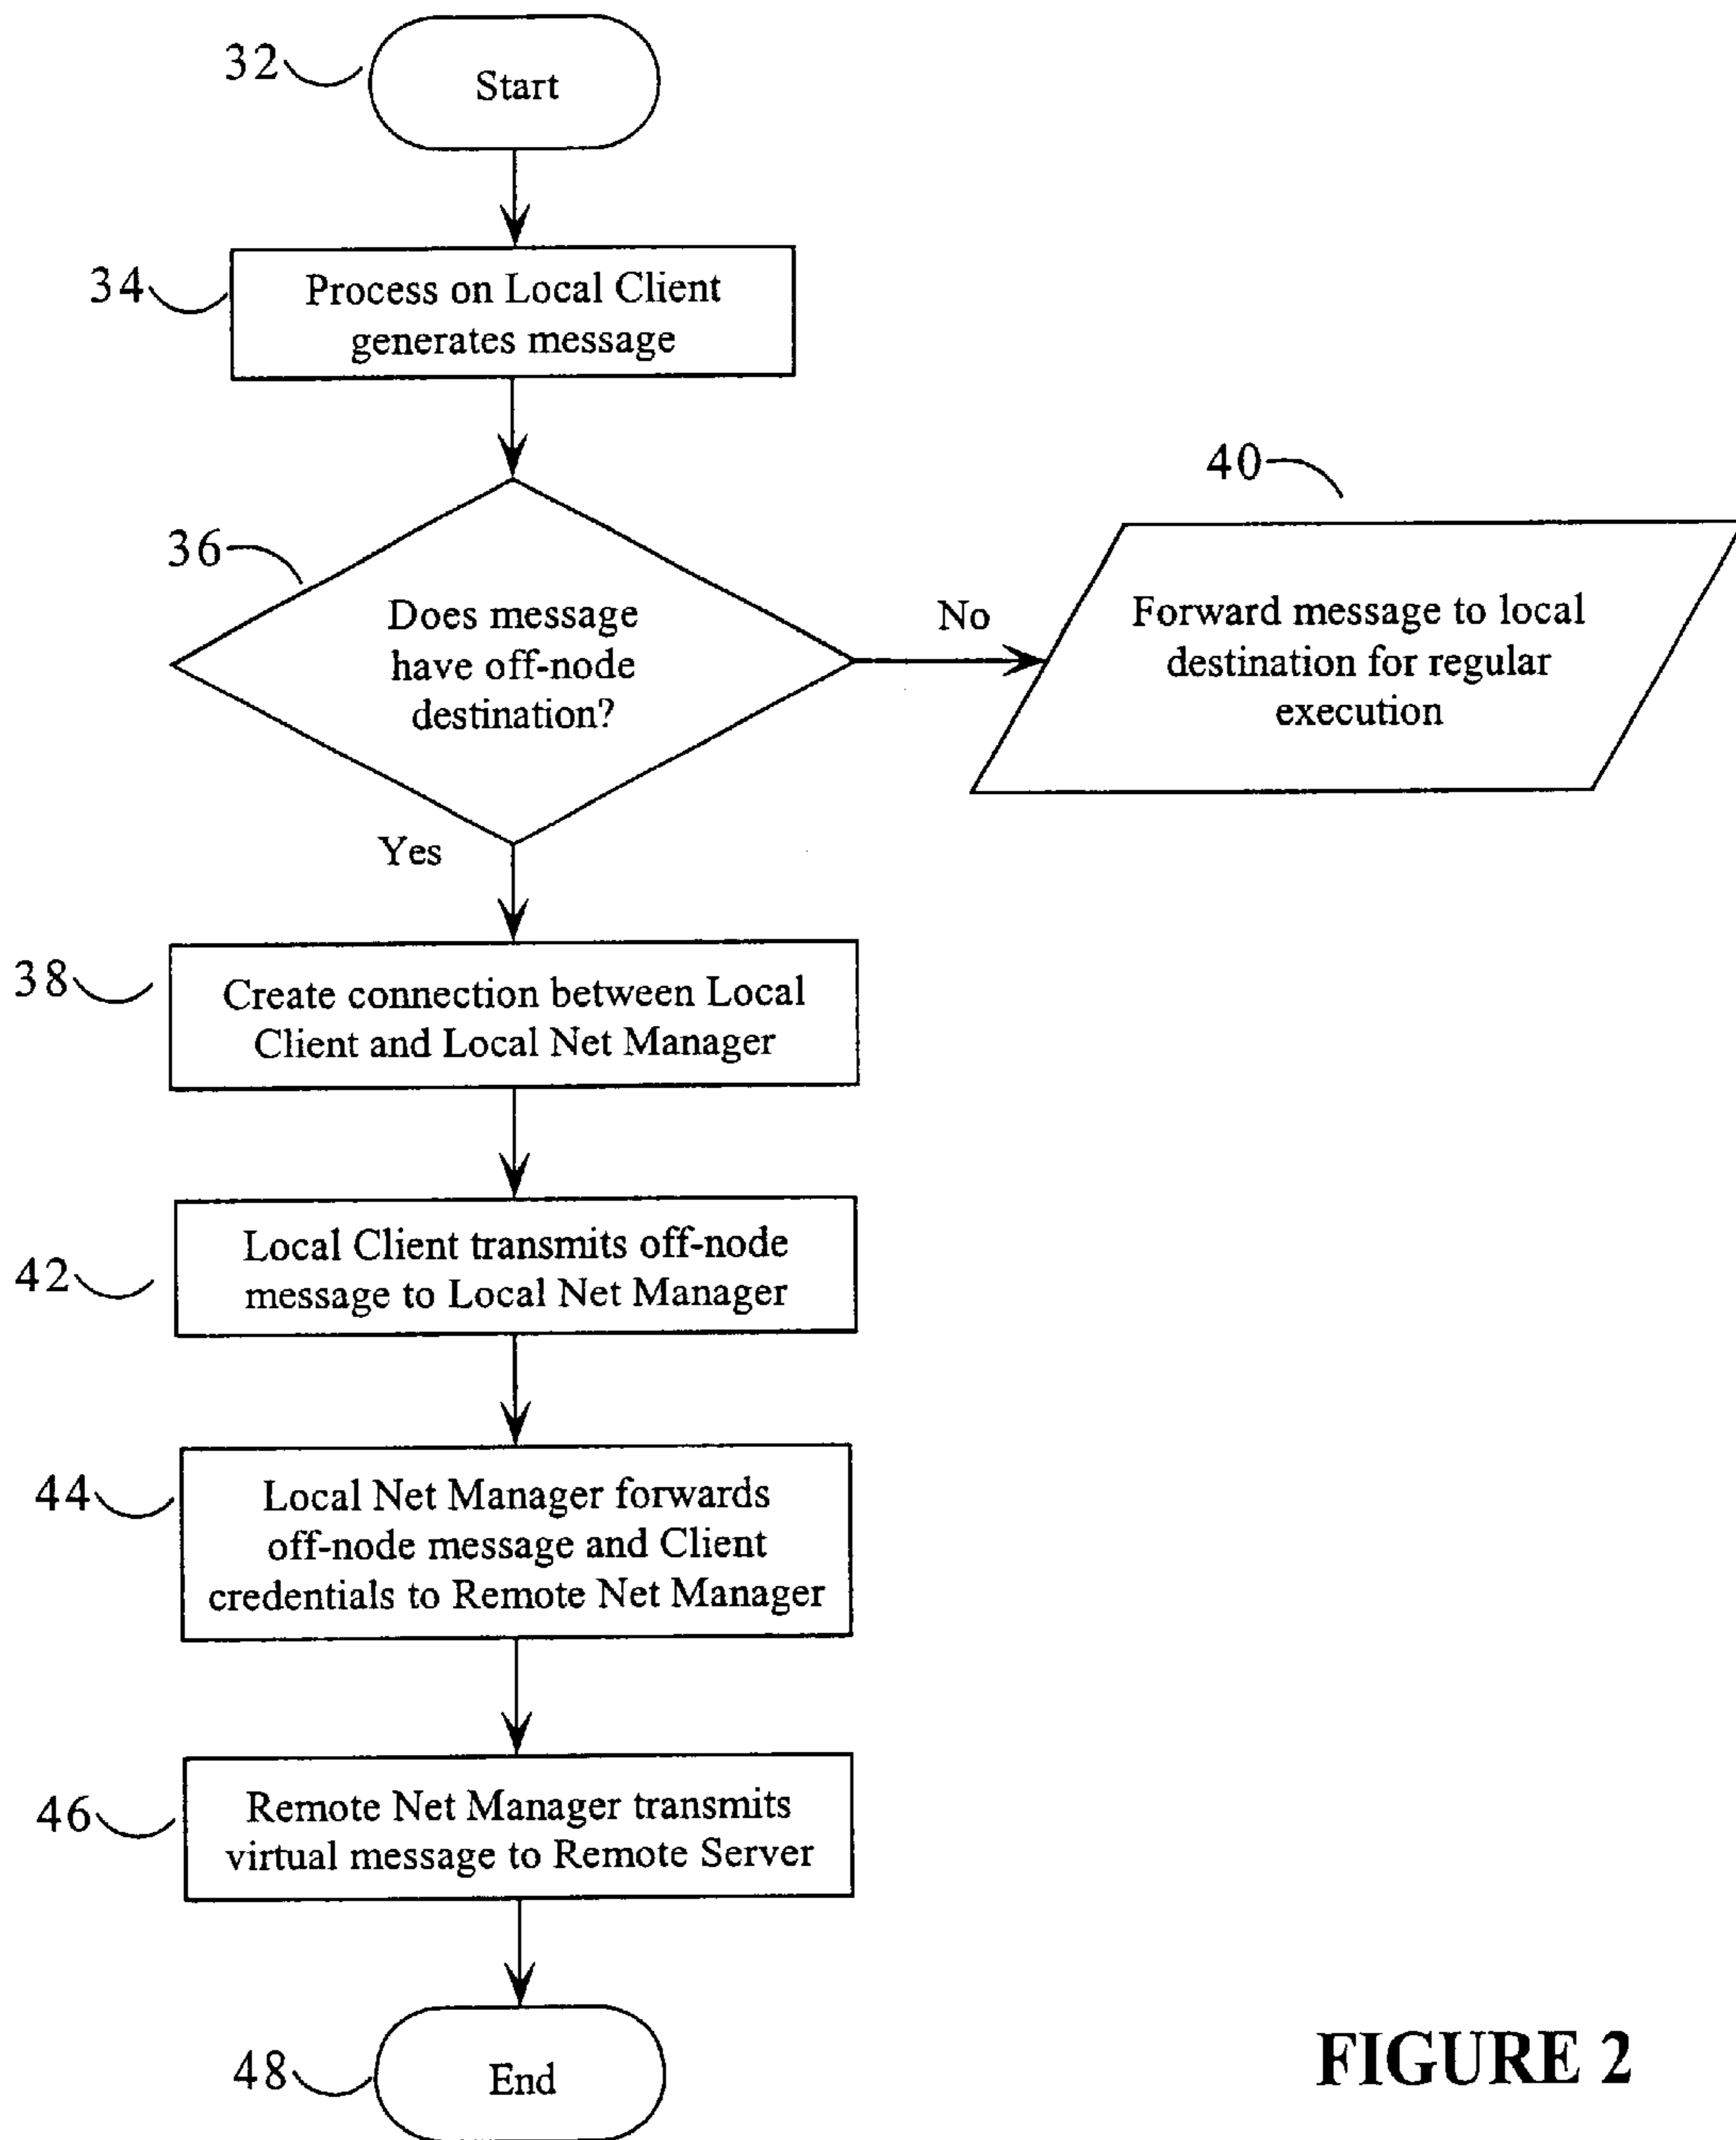 32
Start
34
Process on Local Client
generates message
36
Does message
have off-node
destination?
No
40
Forward message to local
destination for regular
execution
Yes
38
Create connection between Local
Client and Local Net Manager
42
Local Client transmits off-node
message to Local Net Manager
44
Local Net Manager forwards
off-node message and Client
credentials to Remote Net Manager
46
Remote Net Manager transmits
virtual message to Remote Server
48
End
FIGURE 2